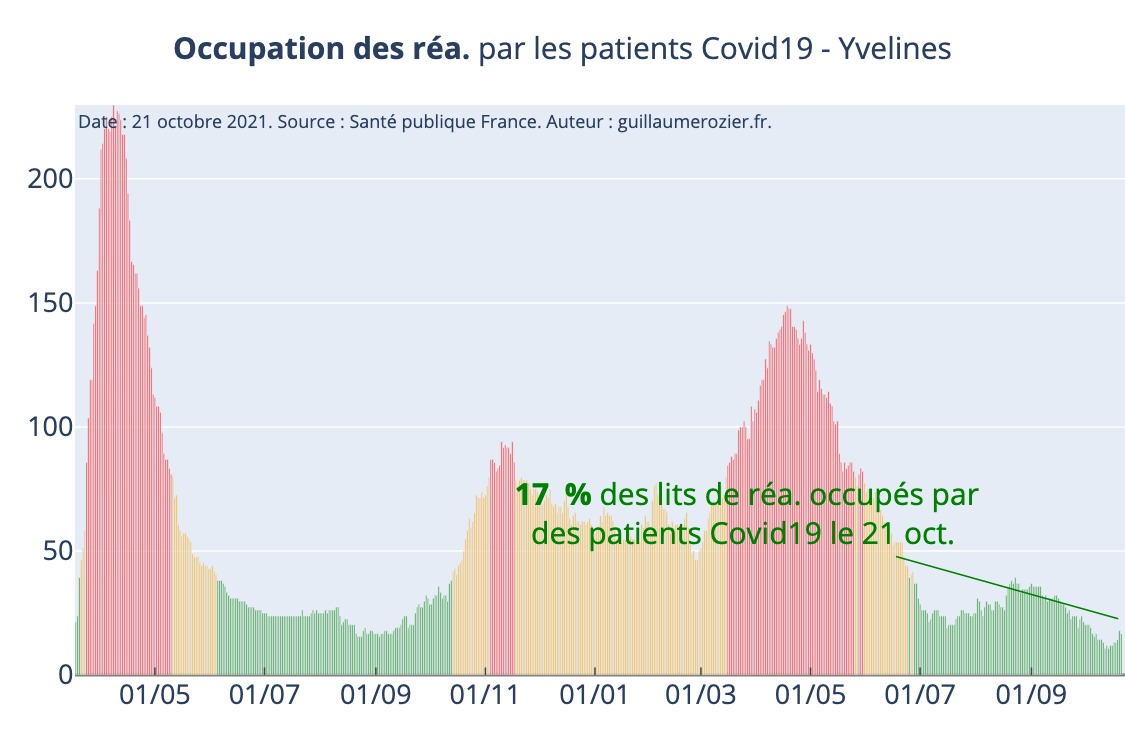 Occupation des réa. par les patients Covid19 - Yvelines
Date : 21 octobre 2021. Source : Santé publique France. Auteur : guillaumerozier.fr.
200
150
100
50
0
17 % des lits de réa. occupés par
des patients Covid19 le 21 oct.
01/05 01/07 01/09 01/11 01/01 01/03 01/05 01/07 01/09